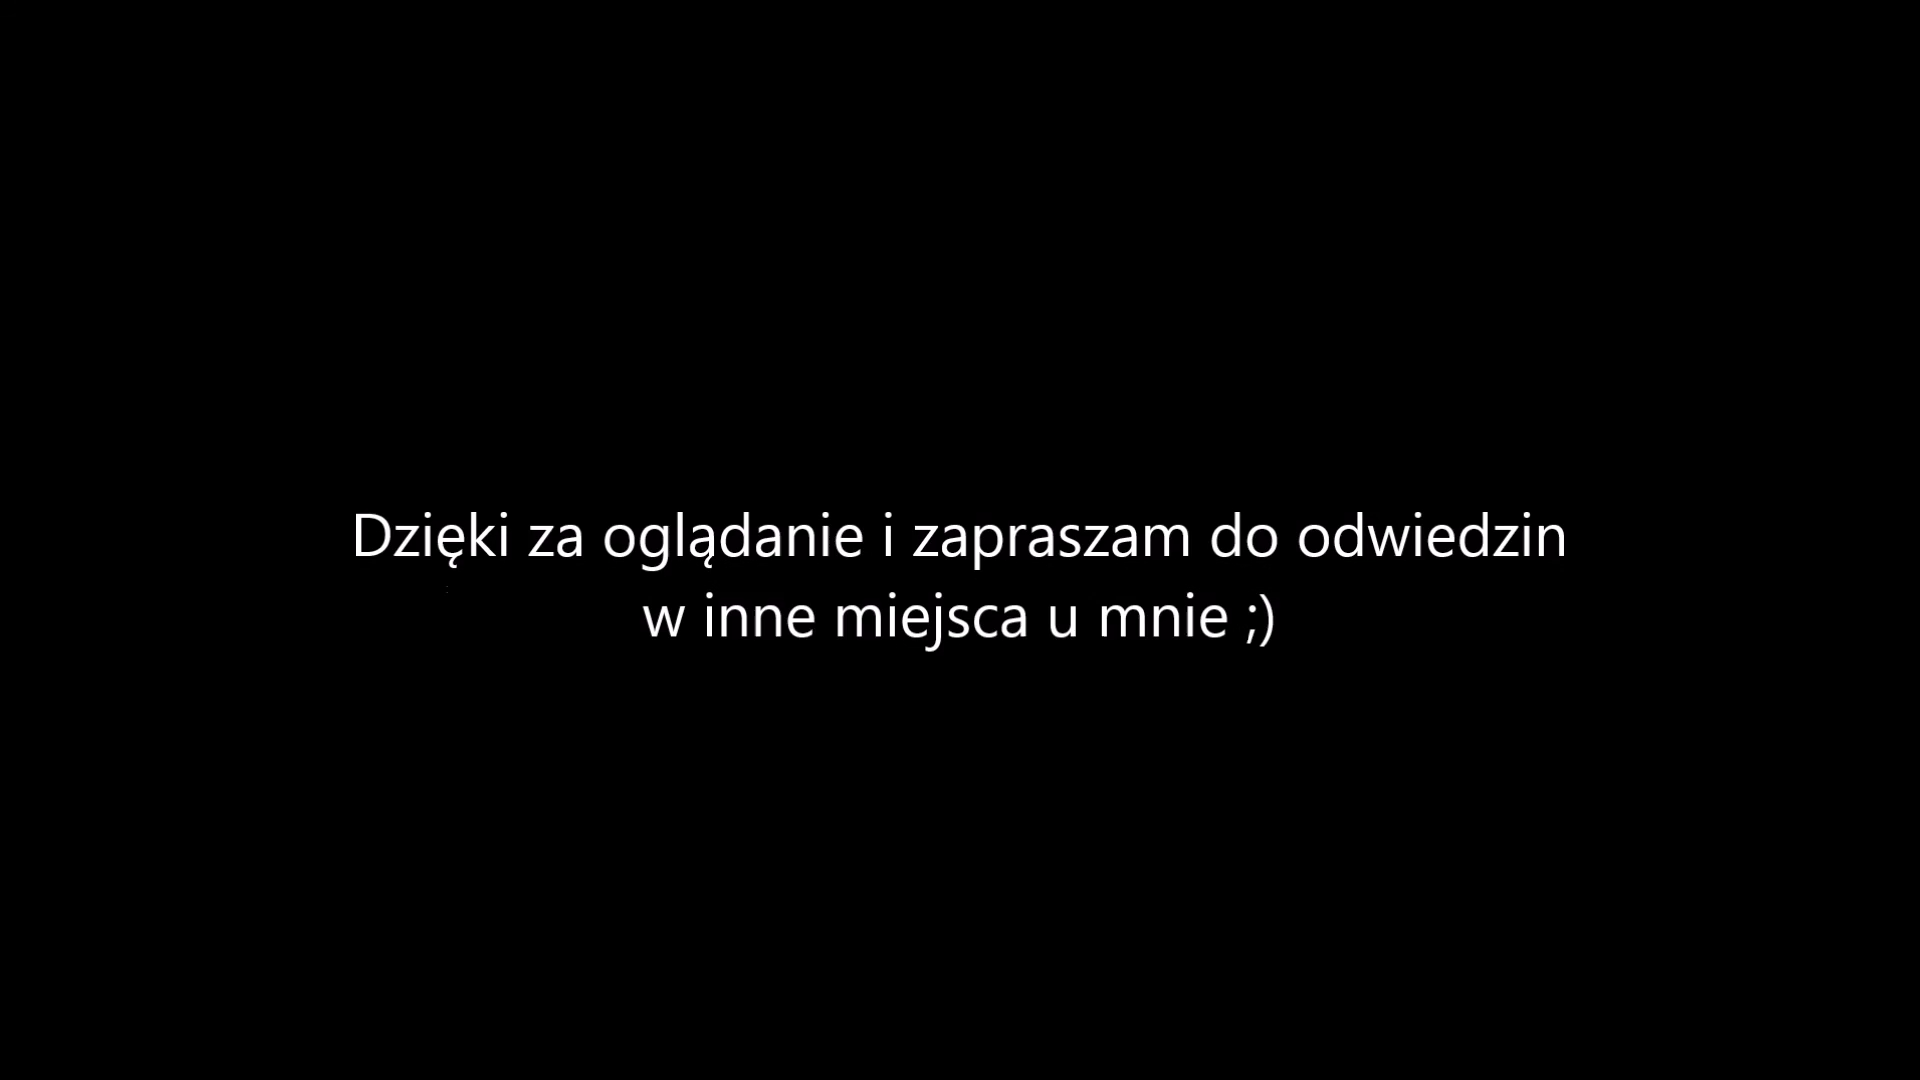 Dzięki za oglądanie i zapraszam do odwiedzin
w inne miejsca u mnie ;)